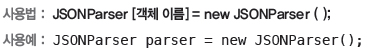 사용법 : JSONParser [객체 이름] = new JSONParser ( );
사용예 : JSONParser parser = new JSONParser();